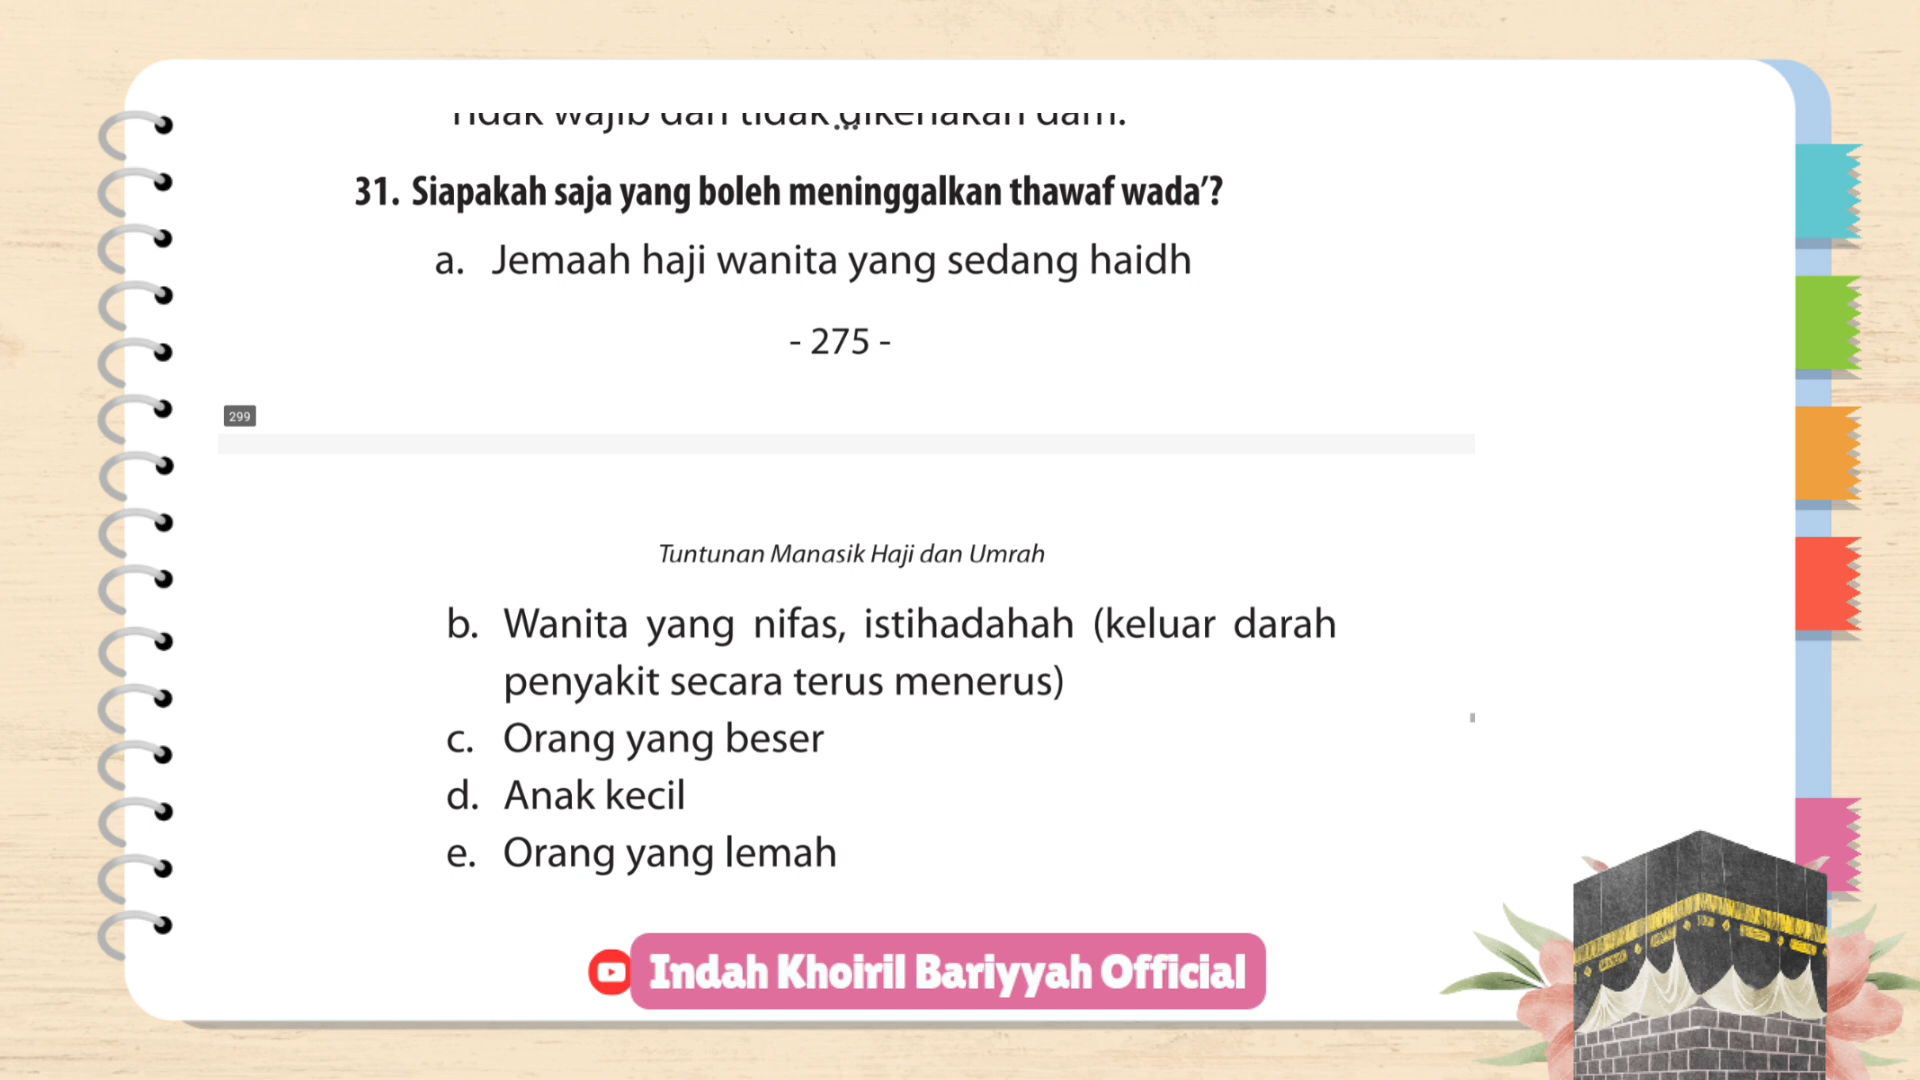 Tidak wajib dan tidak dikenakan dam.
31. Siapakah saja yang boleh meninggalkan thawaf wada’?
a. Jemaah haji wanita yang sedang haidh
- 275 -
299
Tuntunan Manasik Haji dan Umrah
b. Wanita yang nifas, istihadahah (keluar darah
penyakit secara terus menerus)
c. Orang yang beser
d. Anak kecil
e. Orang yang lemah
Indah Khoiril Bariyyah Official